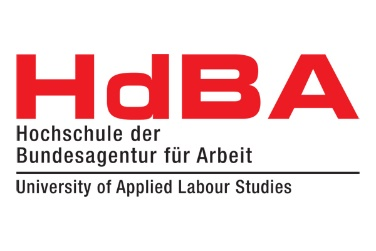 HdBA
Hochschule der
Bundesagentur für Arbeit
University of Applied Labour Studies